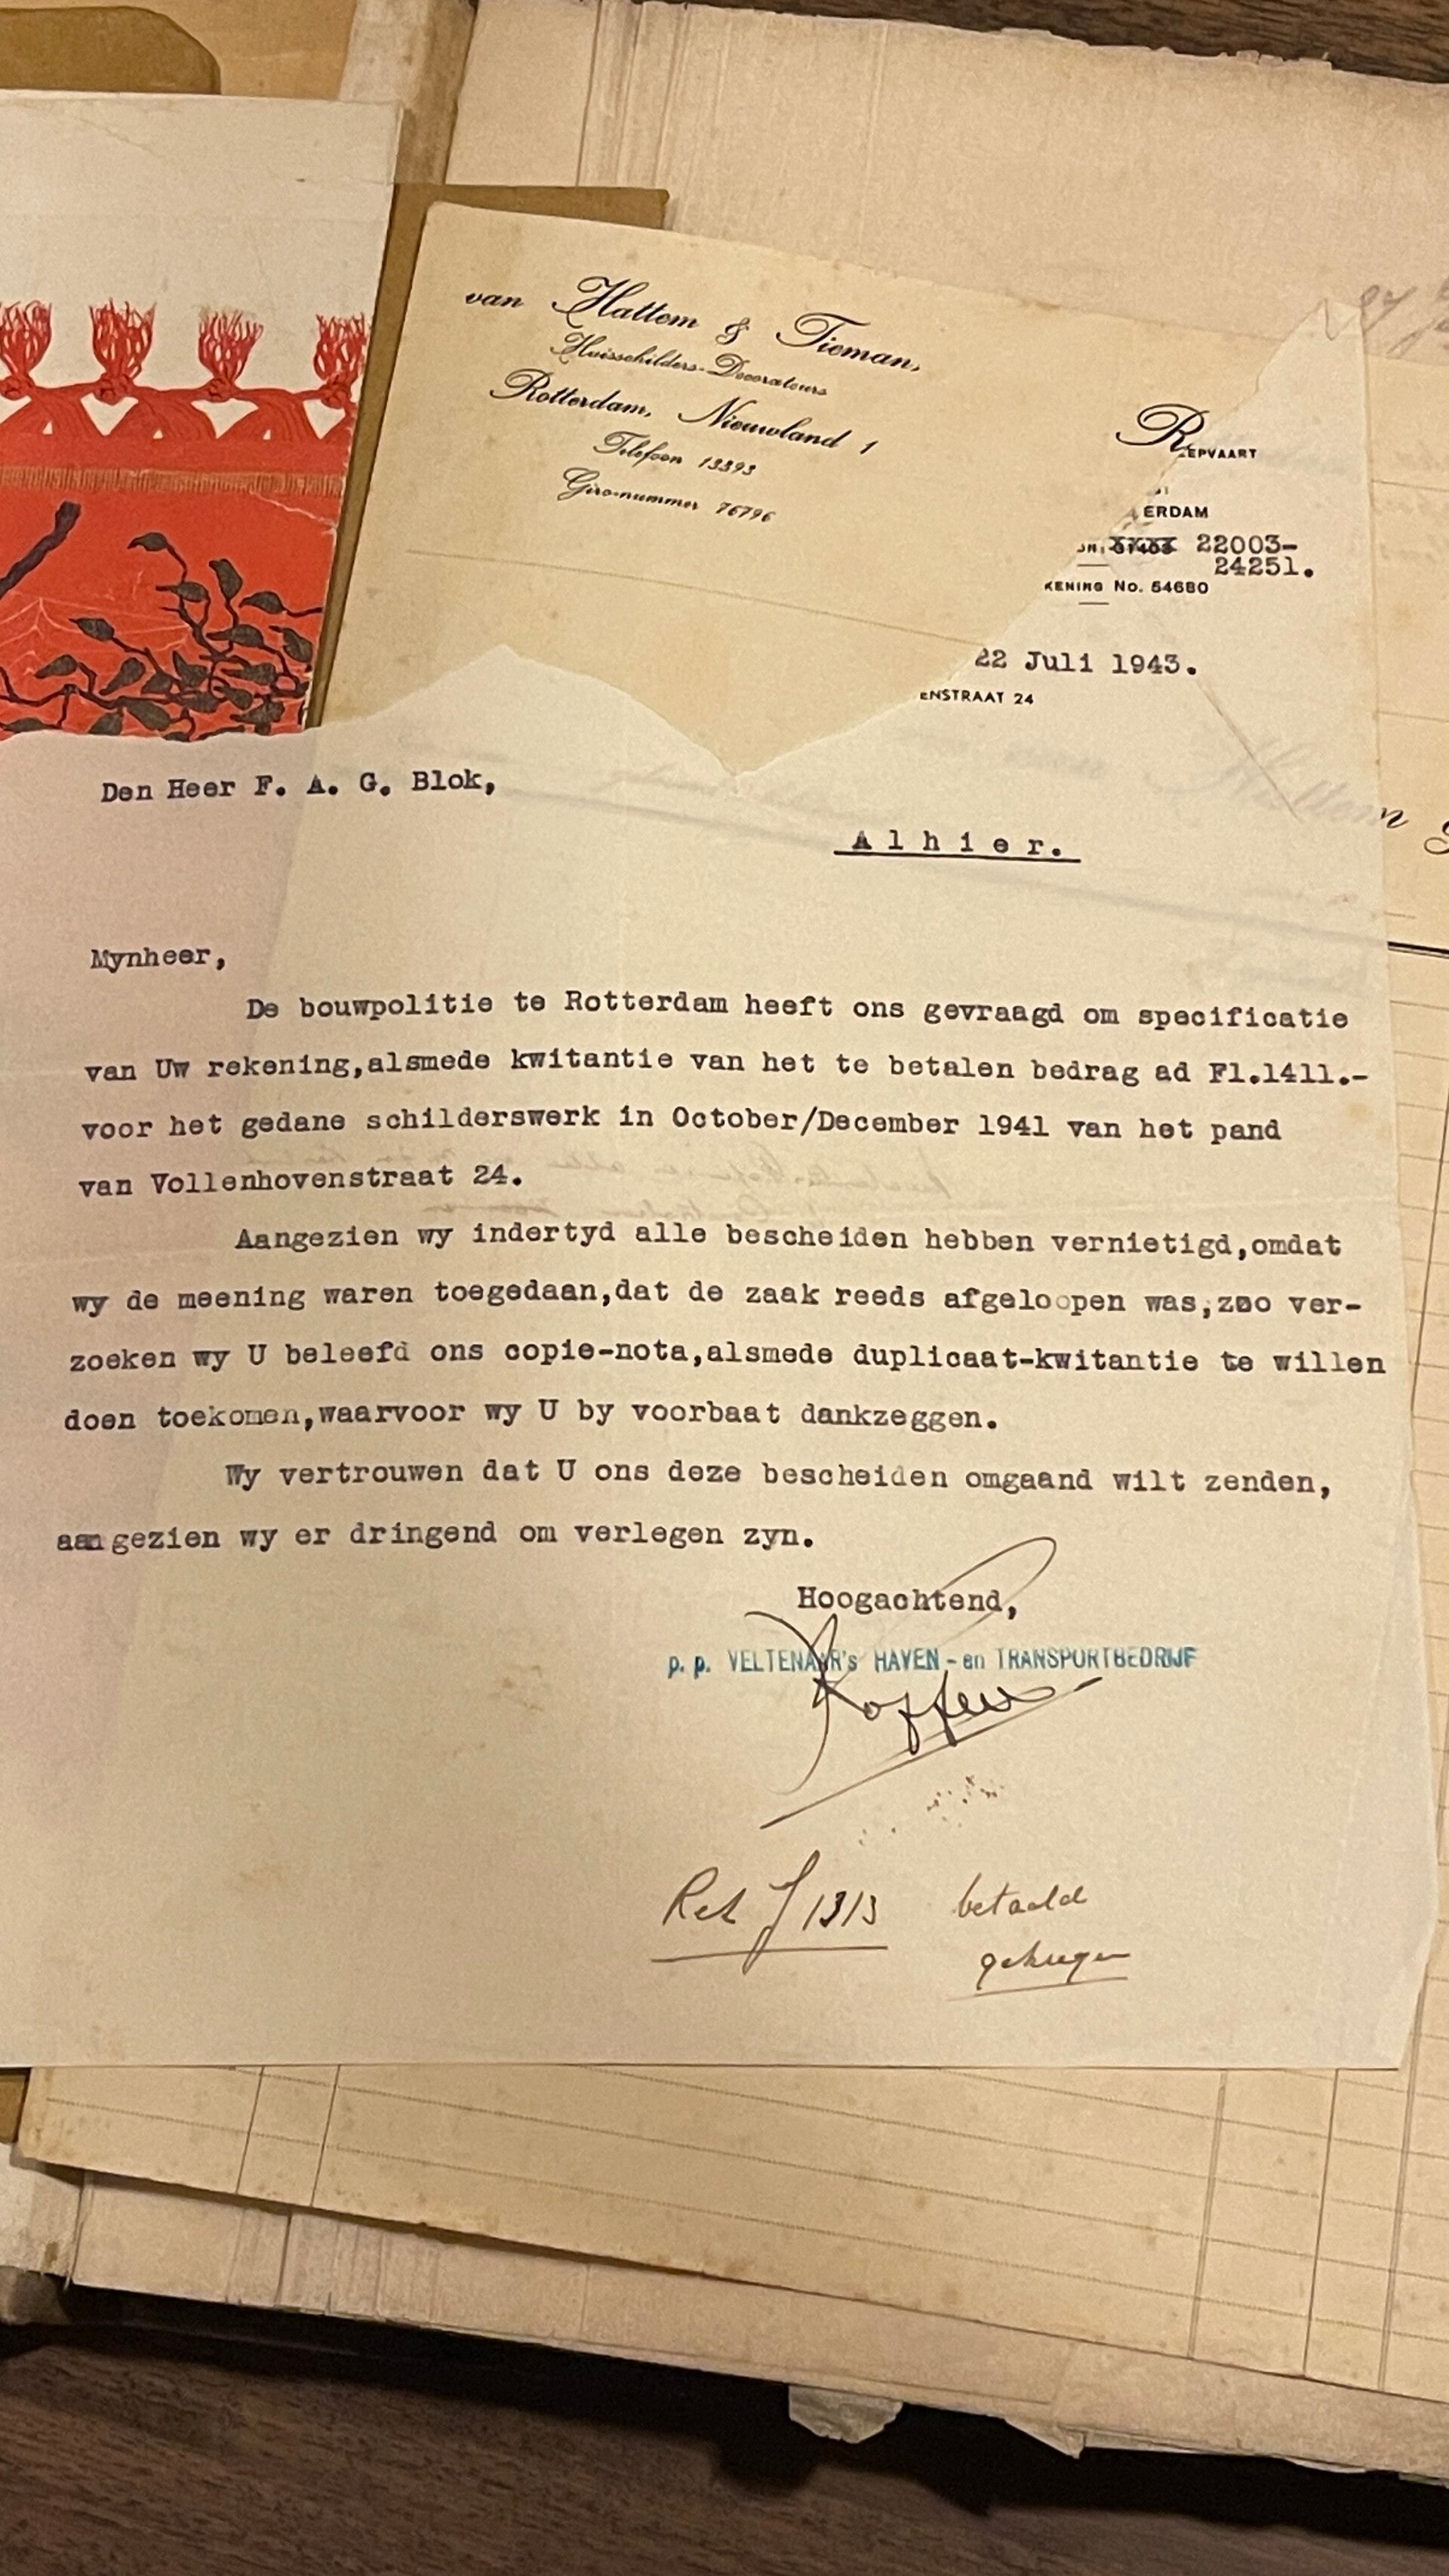 van Hattem & Tieman,
Huisschilders-Decorateurs
Rotterdam, Nieuwland 1
Telefoon 13393
Giro-nummer 76796
EPVAART
ERDAM
22003-
24251.
KENING No. 54680
22 Juli 1943.
ENSTRAAT 24
Den Heer F. A. G. Blok,
Alhier.
Mynheer,
De bouwpolitie te Rotterdam heeft ons gevraagd om specificatie
van Uw rekening,alsmede kwitantie van het te betalen bedrag ad Fl.1411.-
voor het gedane schilderswerk in October/December 1941 van het pand
van Vollenhovenstraat 24.
Aangezien wy indertyd alle bescheiden hebben vernietigd,omdat
wy de meening waren toegedaan,dat de zaak reeds afgeloopen was,zoo ver-
zoeken wy U beleefd ons copie-nota,alsmede duplicaat-kwitantie te willen
doen toekomen,waarvoor wy U by voorbaat dankzeggen.
Wy vertrouwen dat U ons deze bescheiden omgaand wilt zenden,
aangezien wy er dringend om verlegen zyn.
Hoogachtend,
p. p. VELTENAAR's HAVEN - en TRANSPORTBEDRIJF
1313 betaald
gekregen